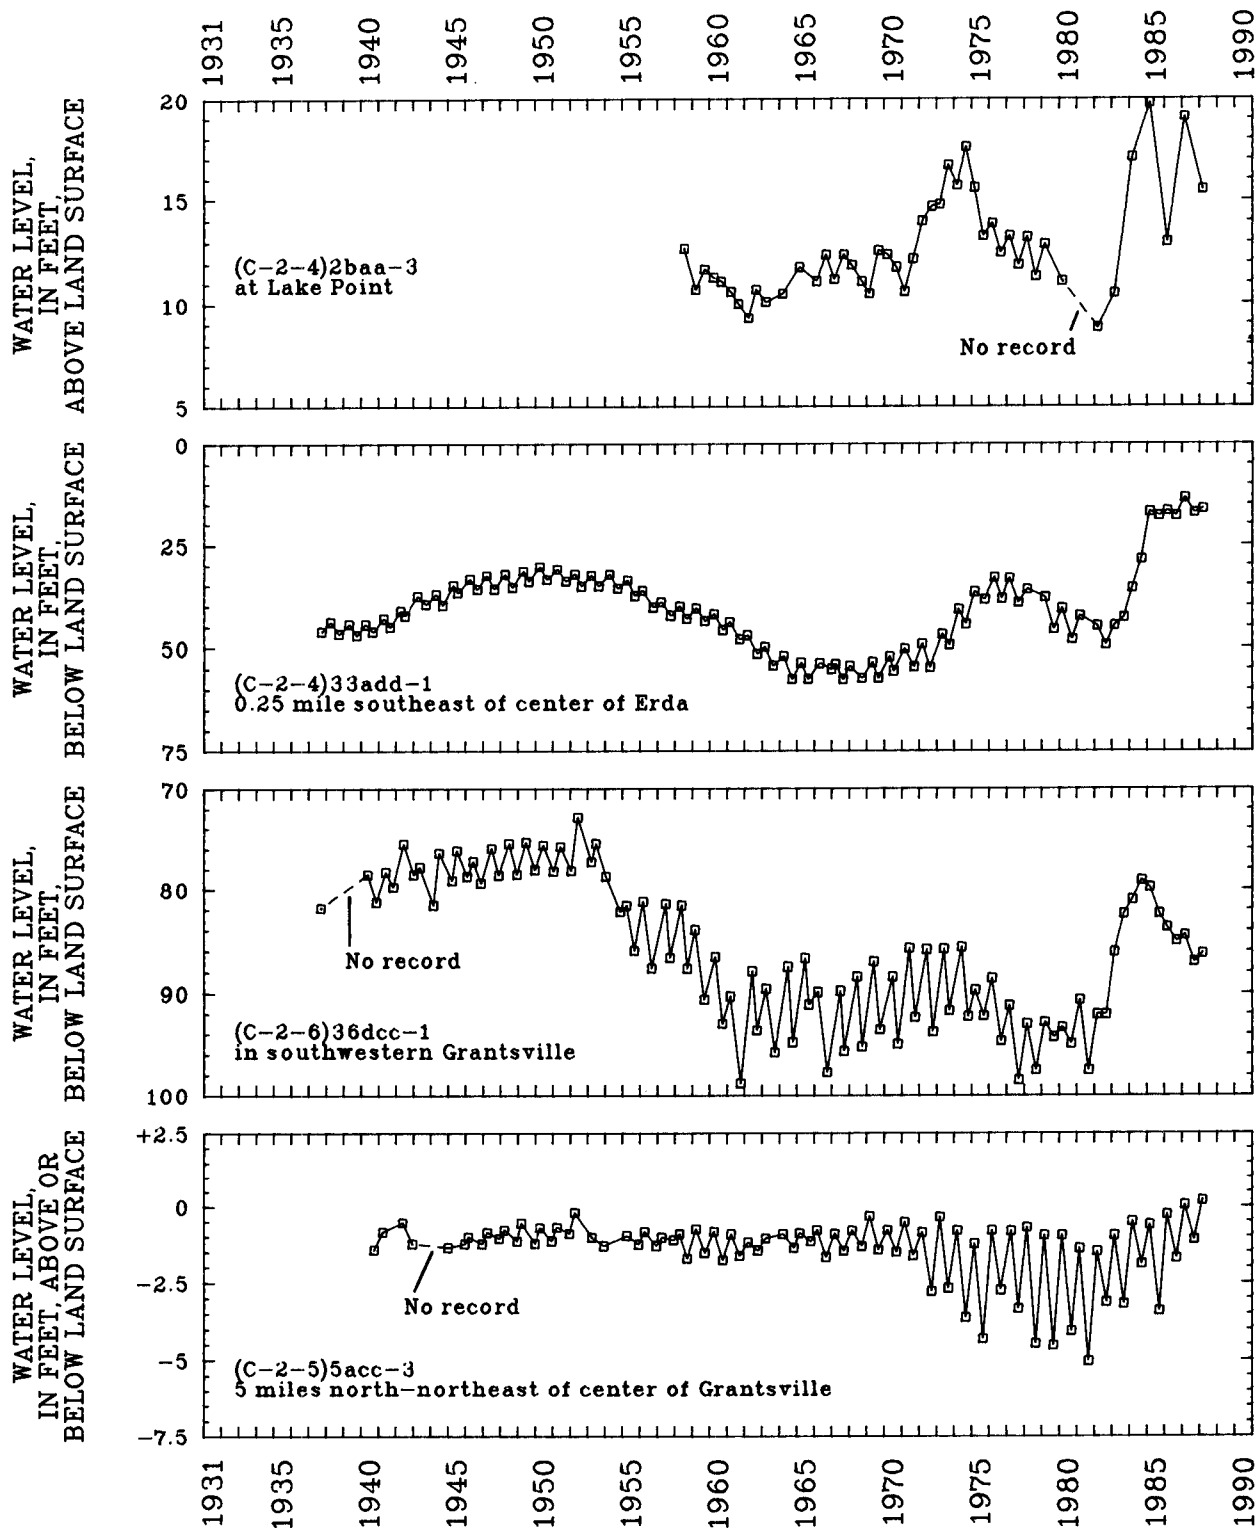 1931 1935 1940 1945 1950 1955 1960 1965 1970 1975 1980 1985 1990
WATER LEVEL,
IN FEET,
ABOVE LAND SURFACE
20
15
10
5
(C-2-4)2baa-3
at Lake Point
No record
WATER LEVEL,
IN FEET,
BELOW LAND SURFACE
0
25
50
75
(C-2-4)33add-1
0.25 mile southeast of center of Erda
WATER LEVEL,
IN FEET,
BELOW LAND SURFACE
70
80
90
100
No record
(C-2-6)36dcc-1
in southwestern Grantsville
WATER LEVEL,
IN FEET, ABOVE OR
BELOW LAND SURFACE
+2.5
0
-2.5
-5
-7.5
No record
(C-2-5)5acc-3
5 miles north-northeast of center of Grantsville
1931 1935 1940 1945 1950 1955 1960 1965 1970 1975 1980 1985 1990